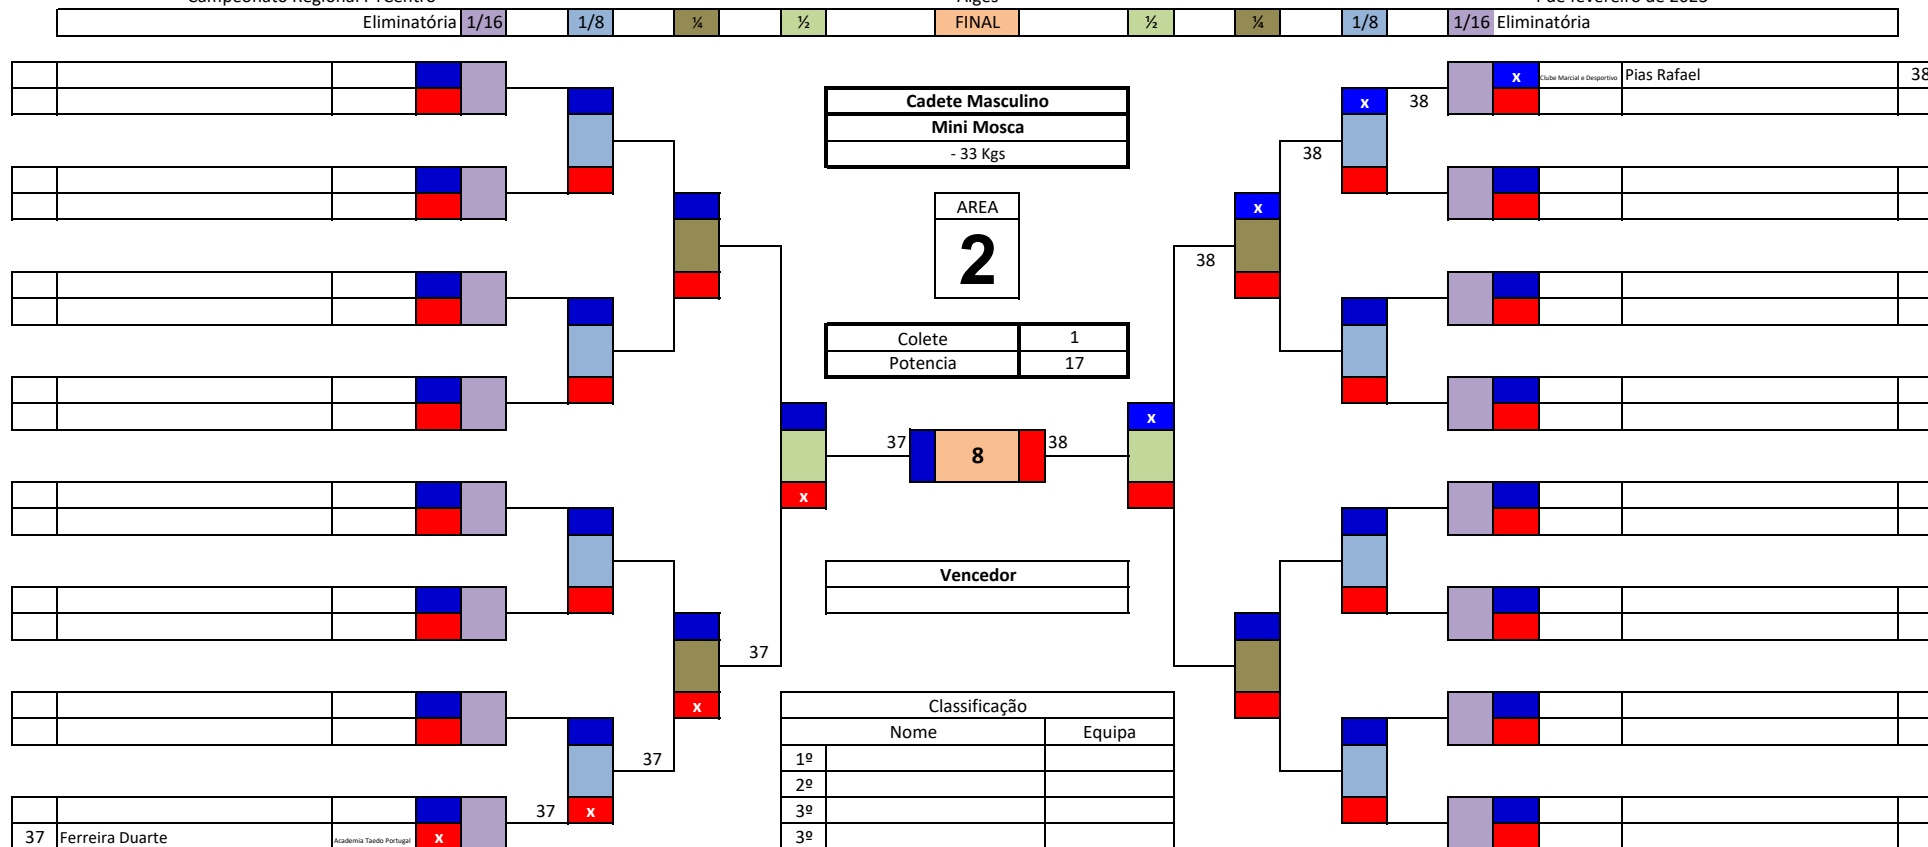 Campeonato Regional
Algés
Eliminatória 1/16 1/8 ¼ ½ FINAL ½ ¼ 1/8 1/16 Eliminatória
x Clube Marcial e Desportivo Pias Rafael 38
Cadete Masculino
x 38
Mini Mosca
- 33 Kgs
38
AREA
x
2
38
Colete 1
Potencia 17
x
37 8 38
x
Vencedor
37
x
Classificação
Nome Equipa
37 1º
2º
37 x 3º
37 Ferreira Duarte Academia Taedo Portugal x 3º